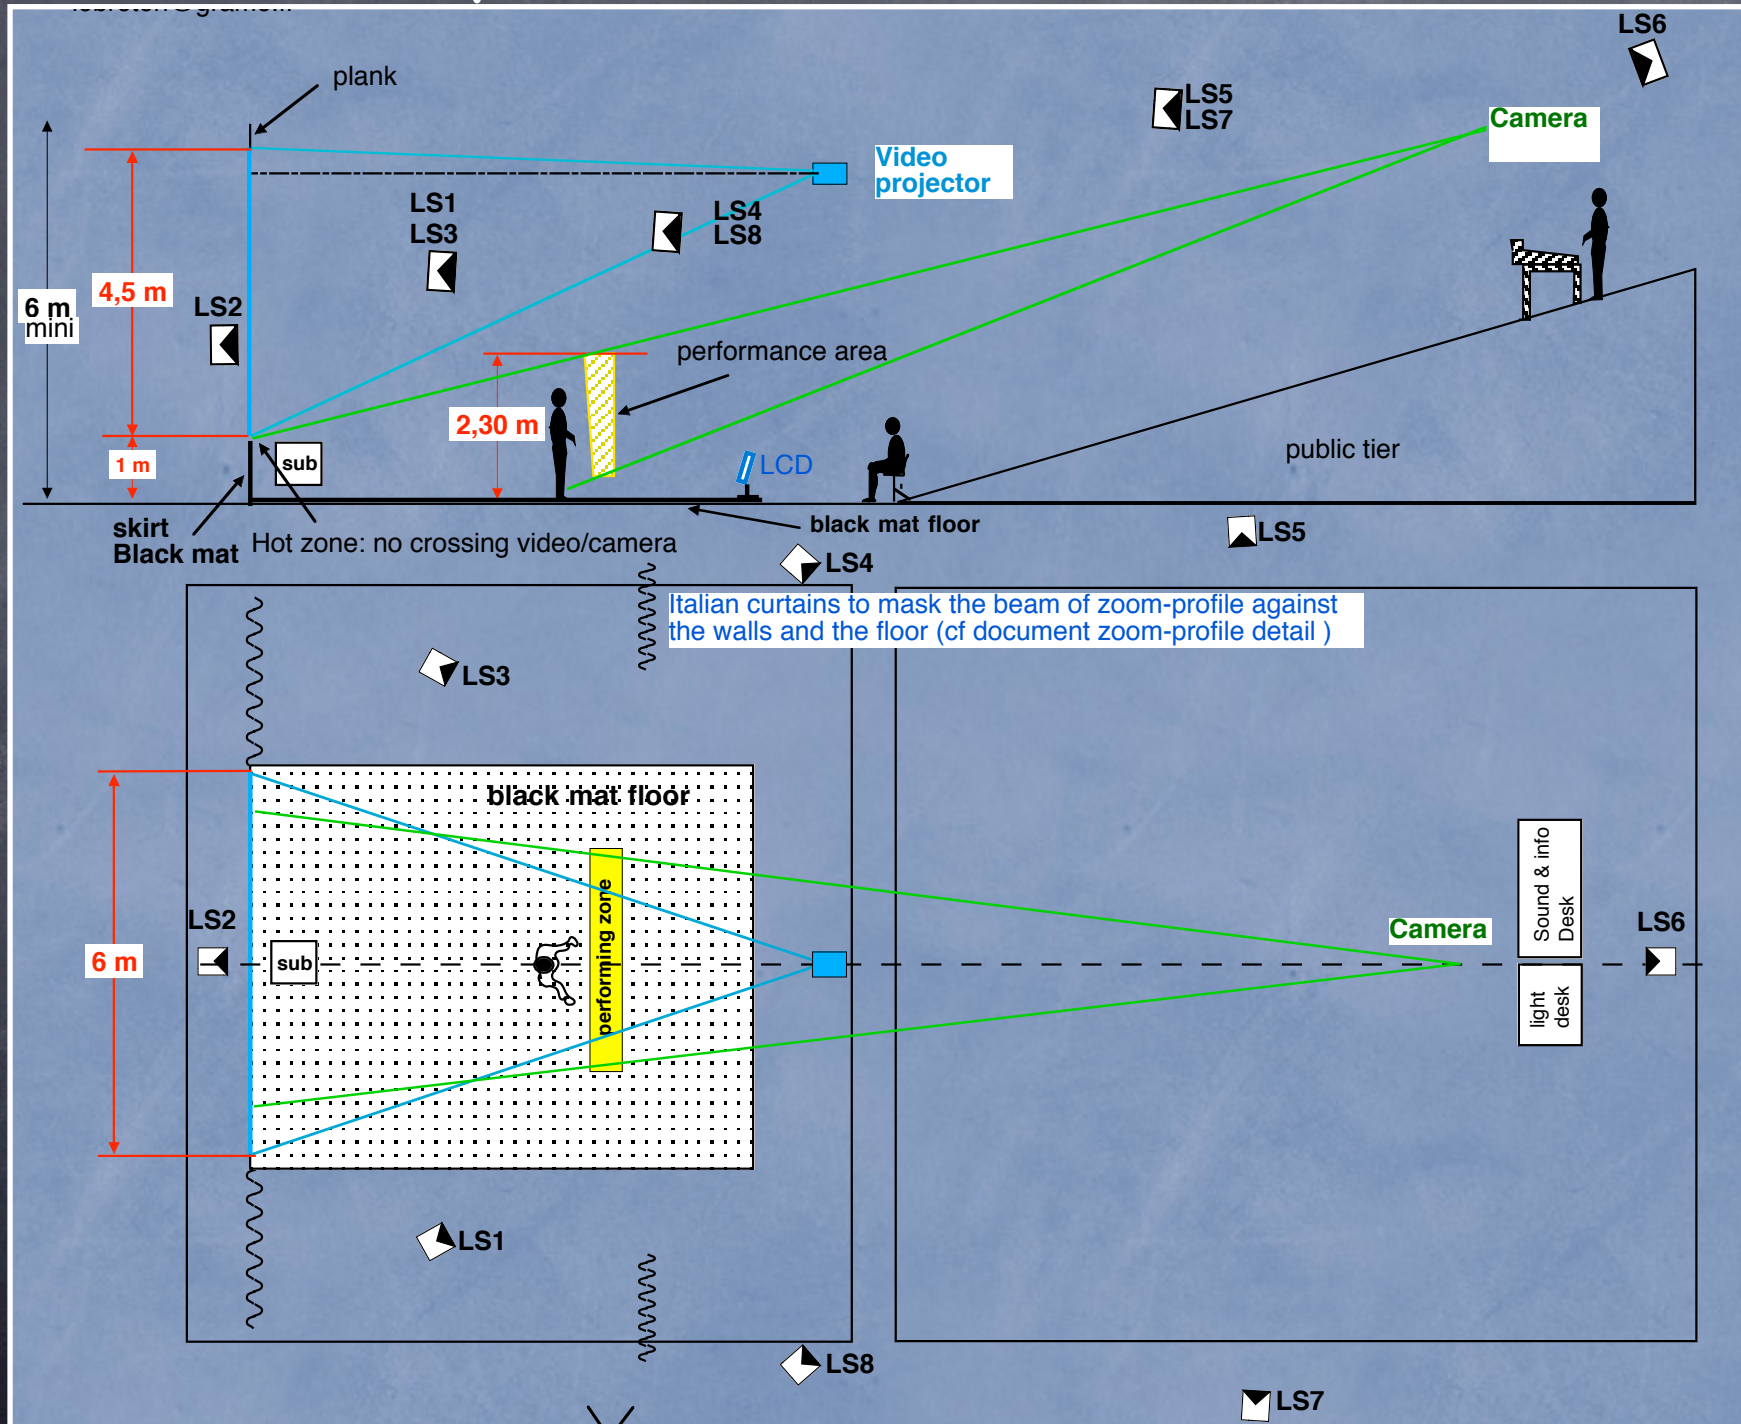 plank
LS6
LS5
LS7
Camera
Video
projector
LS1
LS3
LS4
LS8
4,5 m
6 m
mini
LS2
performance area
2,30 m
1 m
sub
LCD
public tier
skirt
Black mat
Hot zone: no crossing video/camera
black mat floor
LS5
LS4
Italian curtains to mask the beam of zoom-profile against
the walls and the floor (cf document zoom-profile detail )
LS3
black mat floor
Sound & info
Desk
LS2
performing zone
Camera
LS6
6 m
sub
light
desk
LS1
LS8
LS7